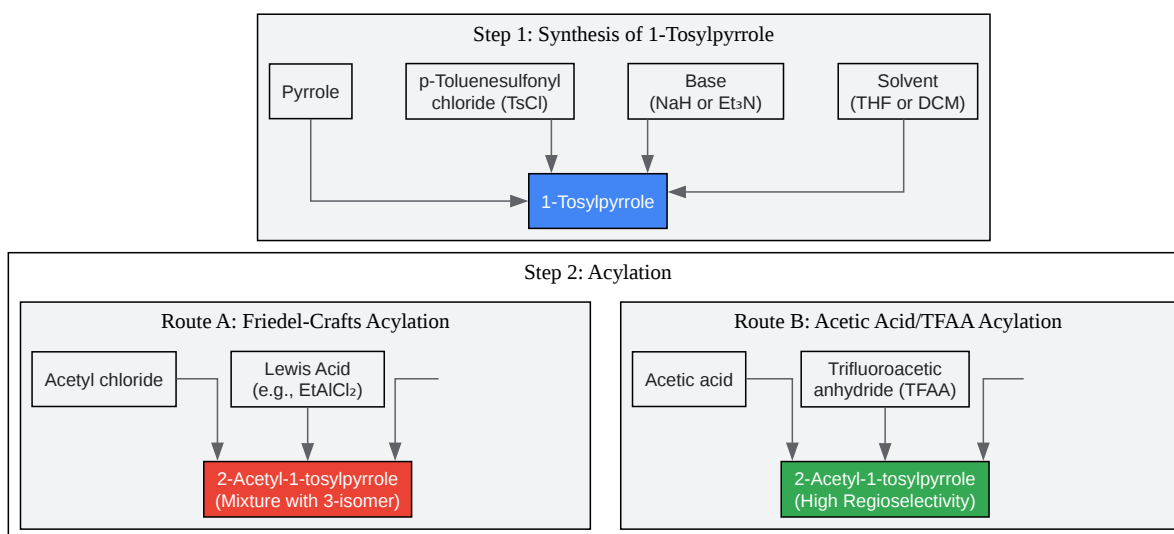 Step 1: Synthesis of 1-Tosylpyrrole
Pyrrole
p-Toluenesulfonyl
chloride (TsCl)
Base
(NaH or Et₃N)
Solvent
(THF or DCM)
1-Tosylpyrrole
Step 2: Acylation
Route A: Friedel-Crafts Acylation
Acetyl chloride
Lewis Acid
(e.g., EtAlCl₂)
2-Acetyl-1-tosylpyrrole
(Mixture with 3-isomer)
Route B: Acetic Acid/TFAA Acylation
Acetic acid
Trifluoroacetic
anhydride (TFAA)
2-Acetyl-1-tosylpyrrole
(High Regioselectivity)